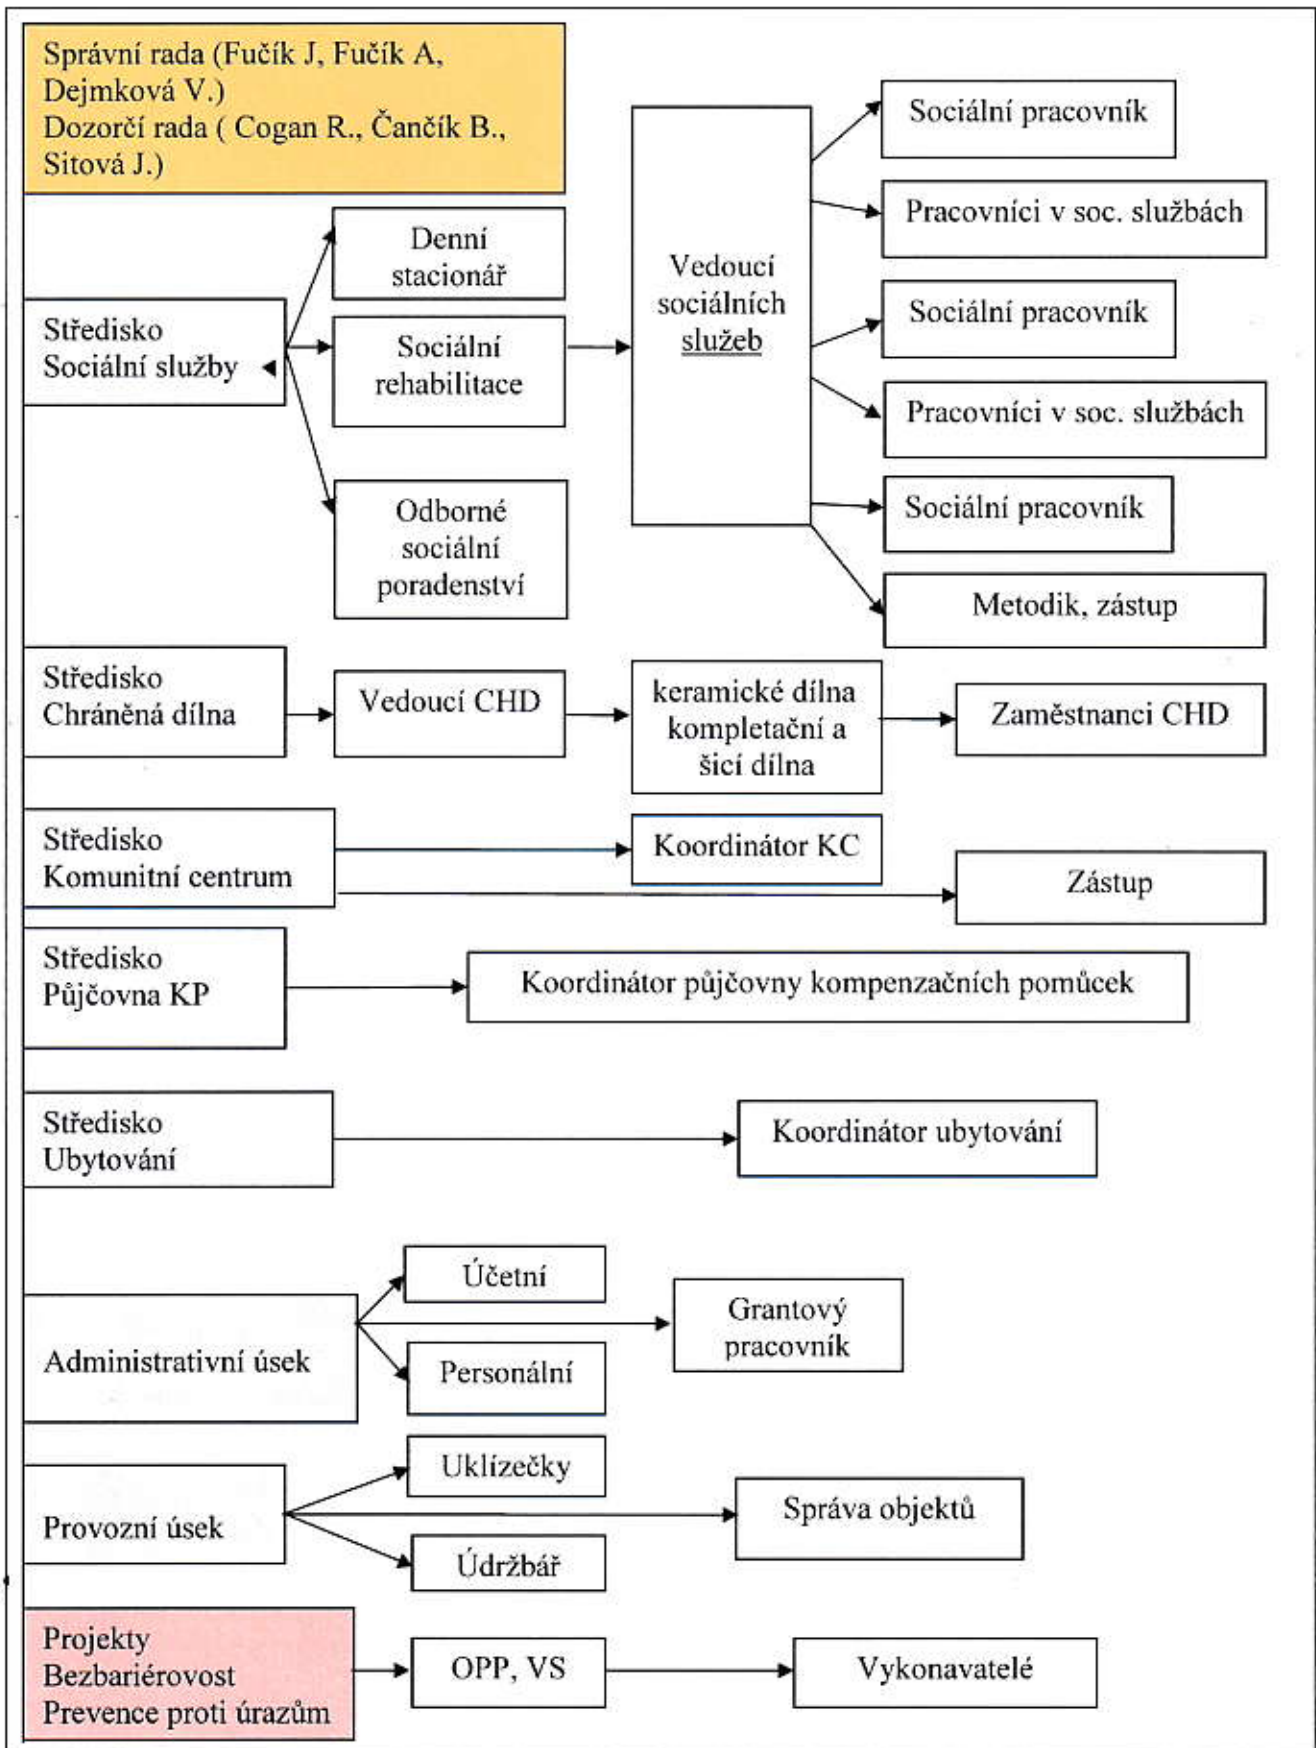 Správní rada (Fučík J, Fučík A,
Dejmková V.)
Dozorčí rada ( Cogan R., Čančík B.,
Sitová J.)
Středisko
Sociální služby
Denní
stacionář
Sociální
rehabilitace
Odborné
sociální
poradenství
Vedoucí
sociálních
služeb
Sociální pracovník
Pracovníci v soc. službách
Sociální pracovník
Pracovníci v soc. službách
Sociální pracovník
Metodik, zástup
Středisko
Chráněná dílna
Vedoucí CHD
keramické dílna
kompletační a
šicí dílna
Zaměstnanci CHD
Středisko
Komunitní centrum
Koordinátor KC
Zástup
Středisko
Půjčovna KP
Koordinátor půjčovny kompenzačních pomůcek
Středisko
Ubytování
Koordinátor ubytování
Administrativní úsek
Účetní
Personální
Grantový
pracovník
Provozní úsek
Uklízečky
Údržbář
Správa objektů
Projekty
Bezbariérovost
Prevence proti úrazům
OPP, VS
Vykonavatelé